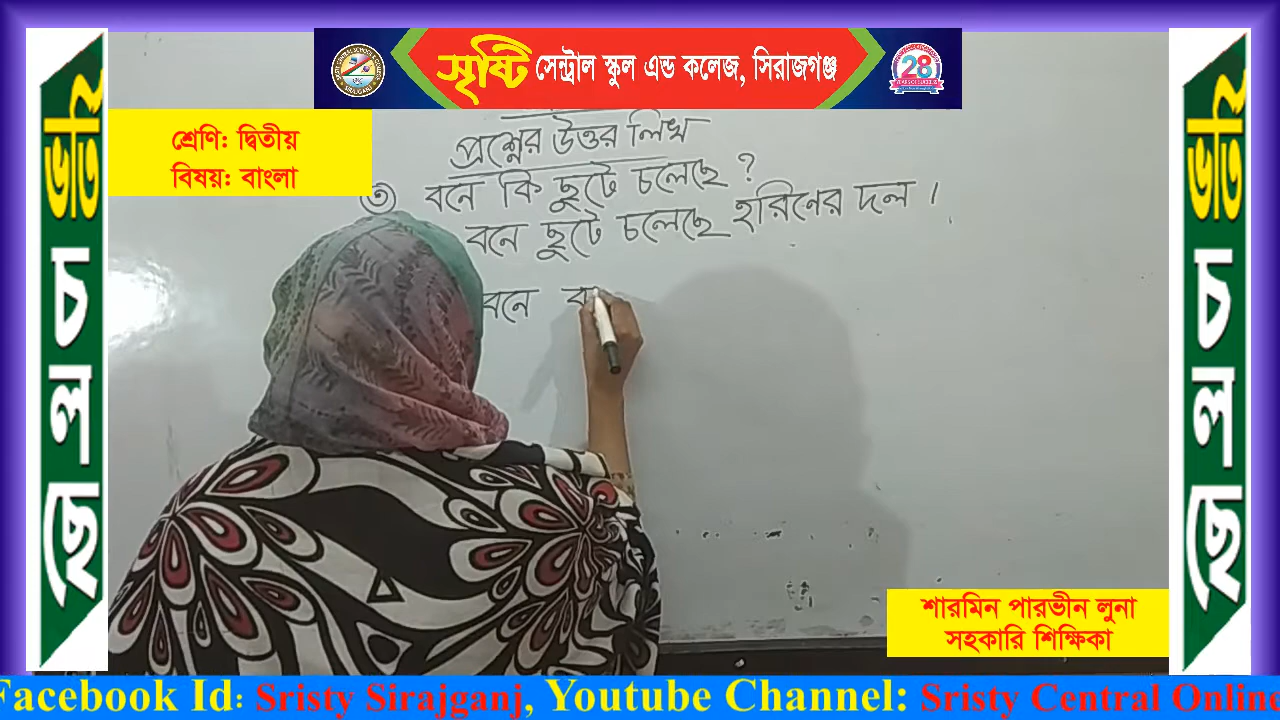 সৃষ্টি সেন্ট্রাল স্কুল এন্ড কলেজ, সিরাজগঞ্জ
28
শ্রেণি: দ্বিতীয়
বিষয়: বাংলা
প্রশ্নের উত্তর লিখ
৩ বনে কি ছুটে চলেছে ?
বনে ছুটে চলেছে হরিনের দল ।
বনে
ভর্তি চলছে
ভর্তি চলছে
শারমিন পারভীন লুনা
সহকারি শিক্ষিকা
Facebook Id: Sristy Sirajganj, Youtube Channel: Sristy Central Online